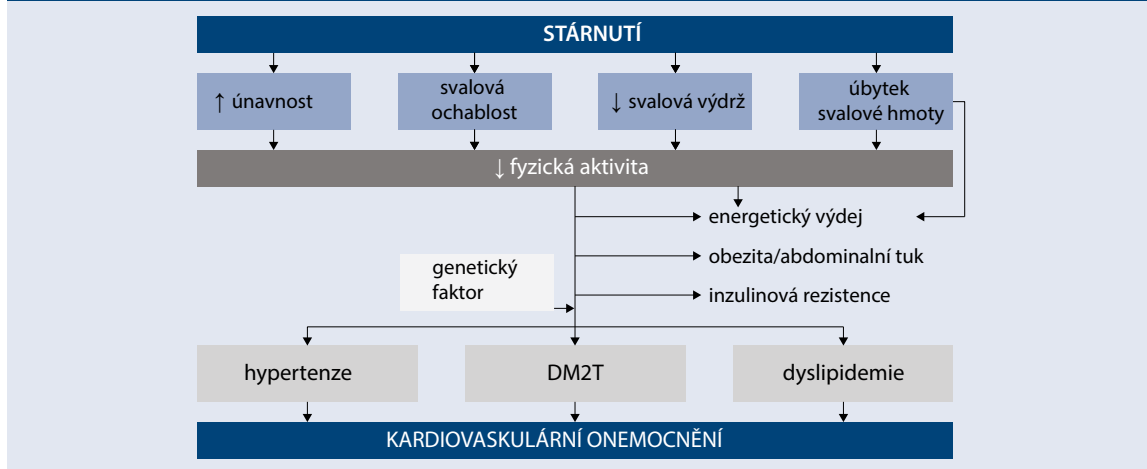 STÁRNUTÍ
↑ únavnost
svalová
ochablost
↓ svalová výdrž
úbytek
svalové hmoty
↓ fyzická aktivita
energetický výdej
obezita/abdominalní tuk
genetický
faktor
inzulinová rezistence
hypertenze
DM2T
dyslipidemie
KARDIOVASKULÁRNÍ ONEMOCNĚNÍ